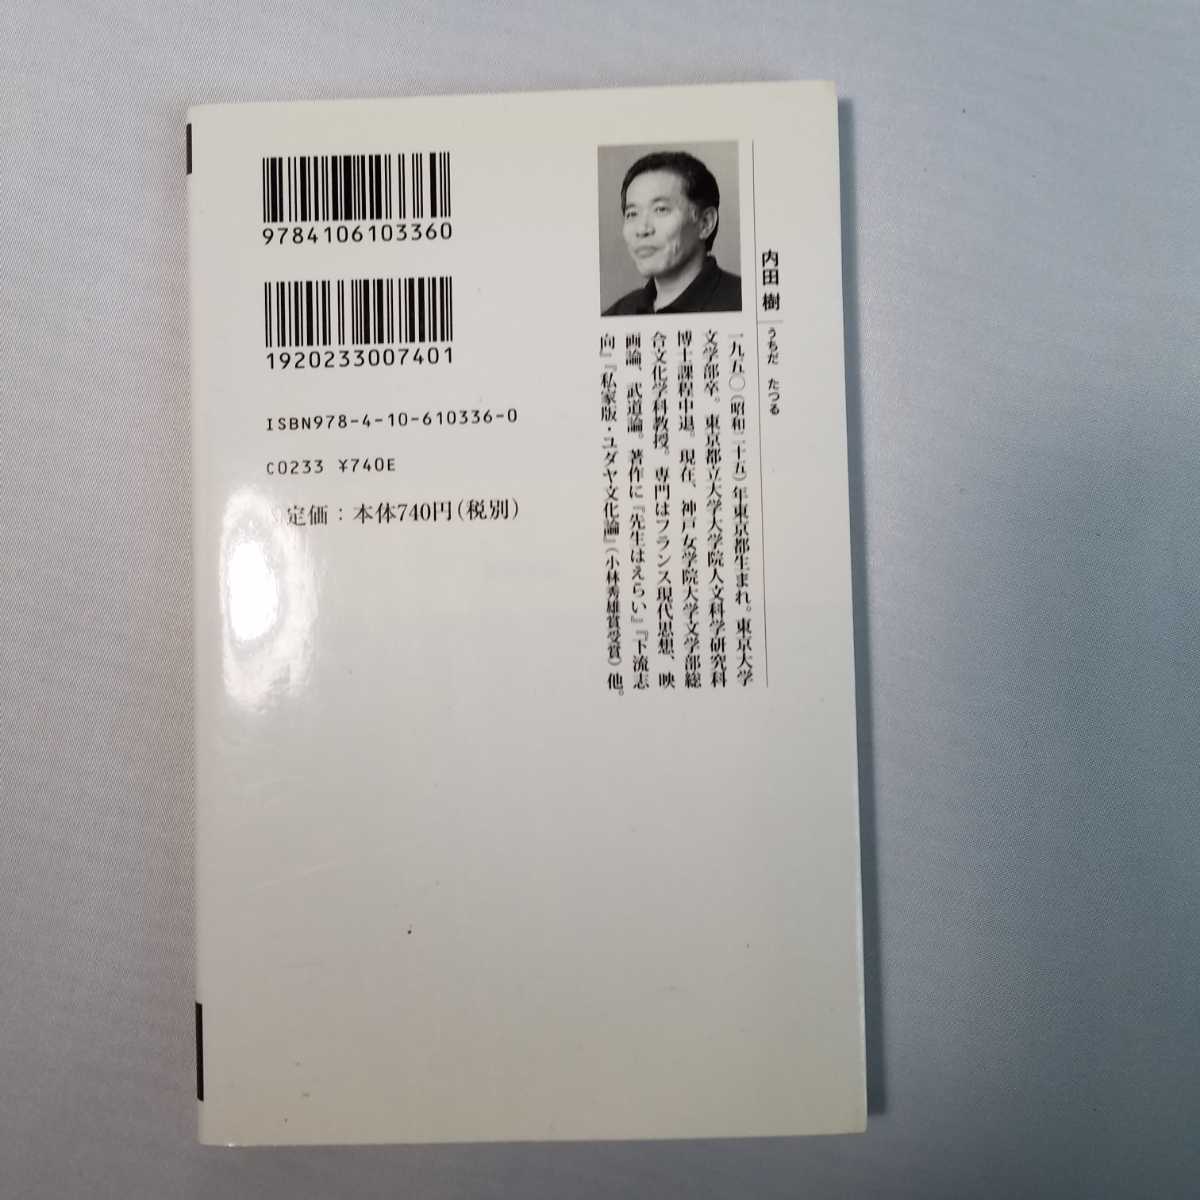 9784106103360
1920233007401
ISBN978-4-10-610336-0
C0233 ¥740E
定価：本体740円（税別）
内田 樹
うちだ たつる
一九五〇（昭和二十五）年東京都生まれ。東京大学
文学部卒。東京都立大学大学院人文科学研究科
博士課程中退。現在、神戸女学院大学文学部総
合文化学科教授。専門はフランス現代思想、映
画論、武道論。著作に『先生はえらい』『下流志
向』『私家版・ユダヤ文化論』（小林秀雄賞受賞）他。